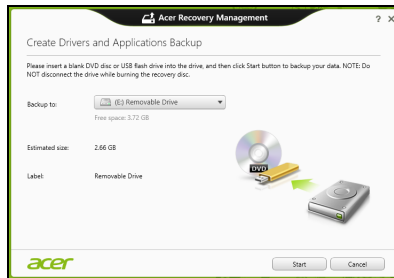 Acer Recovery Management
? X
Create Drivers and Applications Backup
Please insert a blank DVD disc or USB flash drive into the drive, and then click Start button to backup your data. NOTE: Do
NOT disconnect the drive while burning the recovery disc.
Backup to:
(E:) Removable Drive
Free space: 3.72 GB
Estimated size:
2.66 GB
DVD
Label:
Removable Drive
acer
Start
Cancel